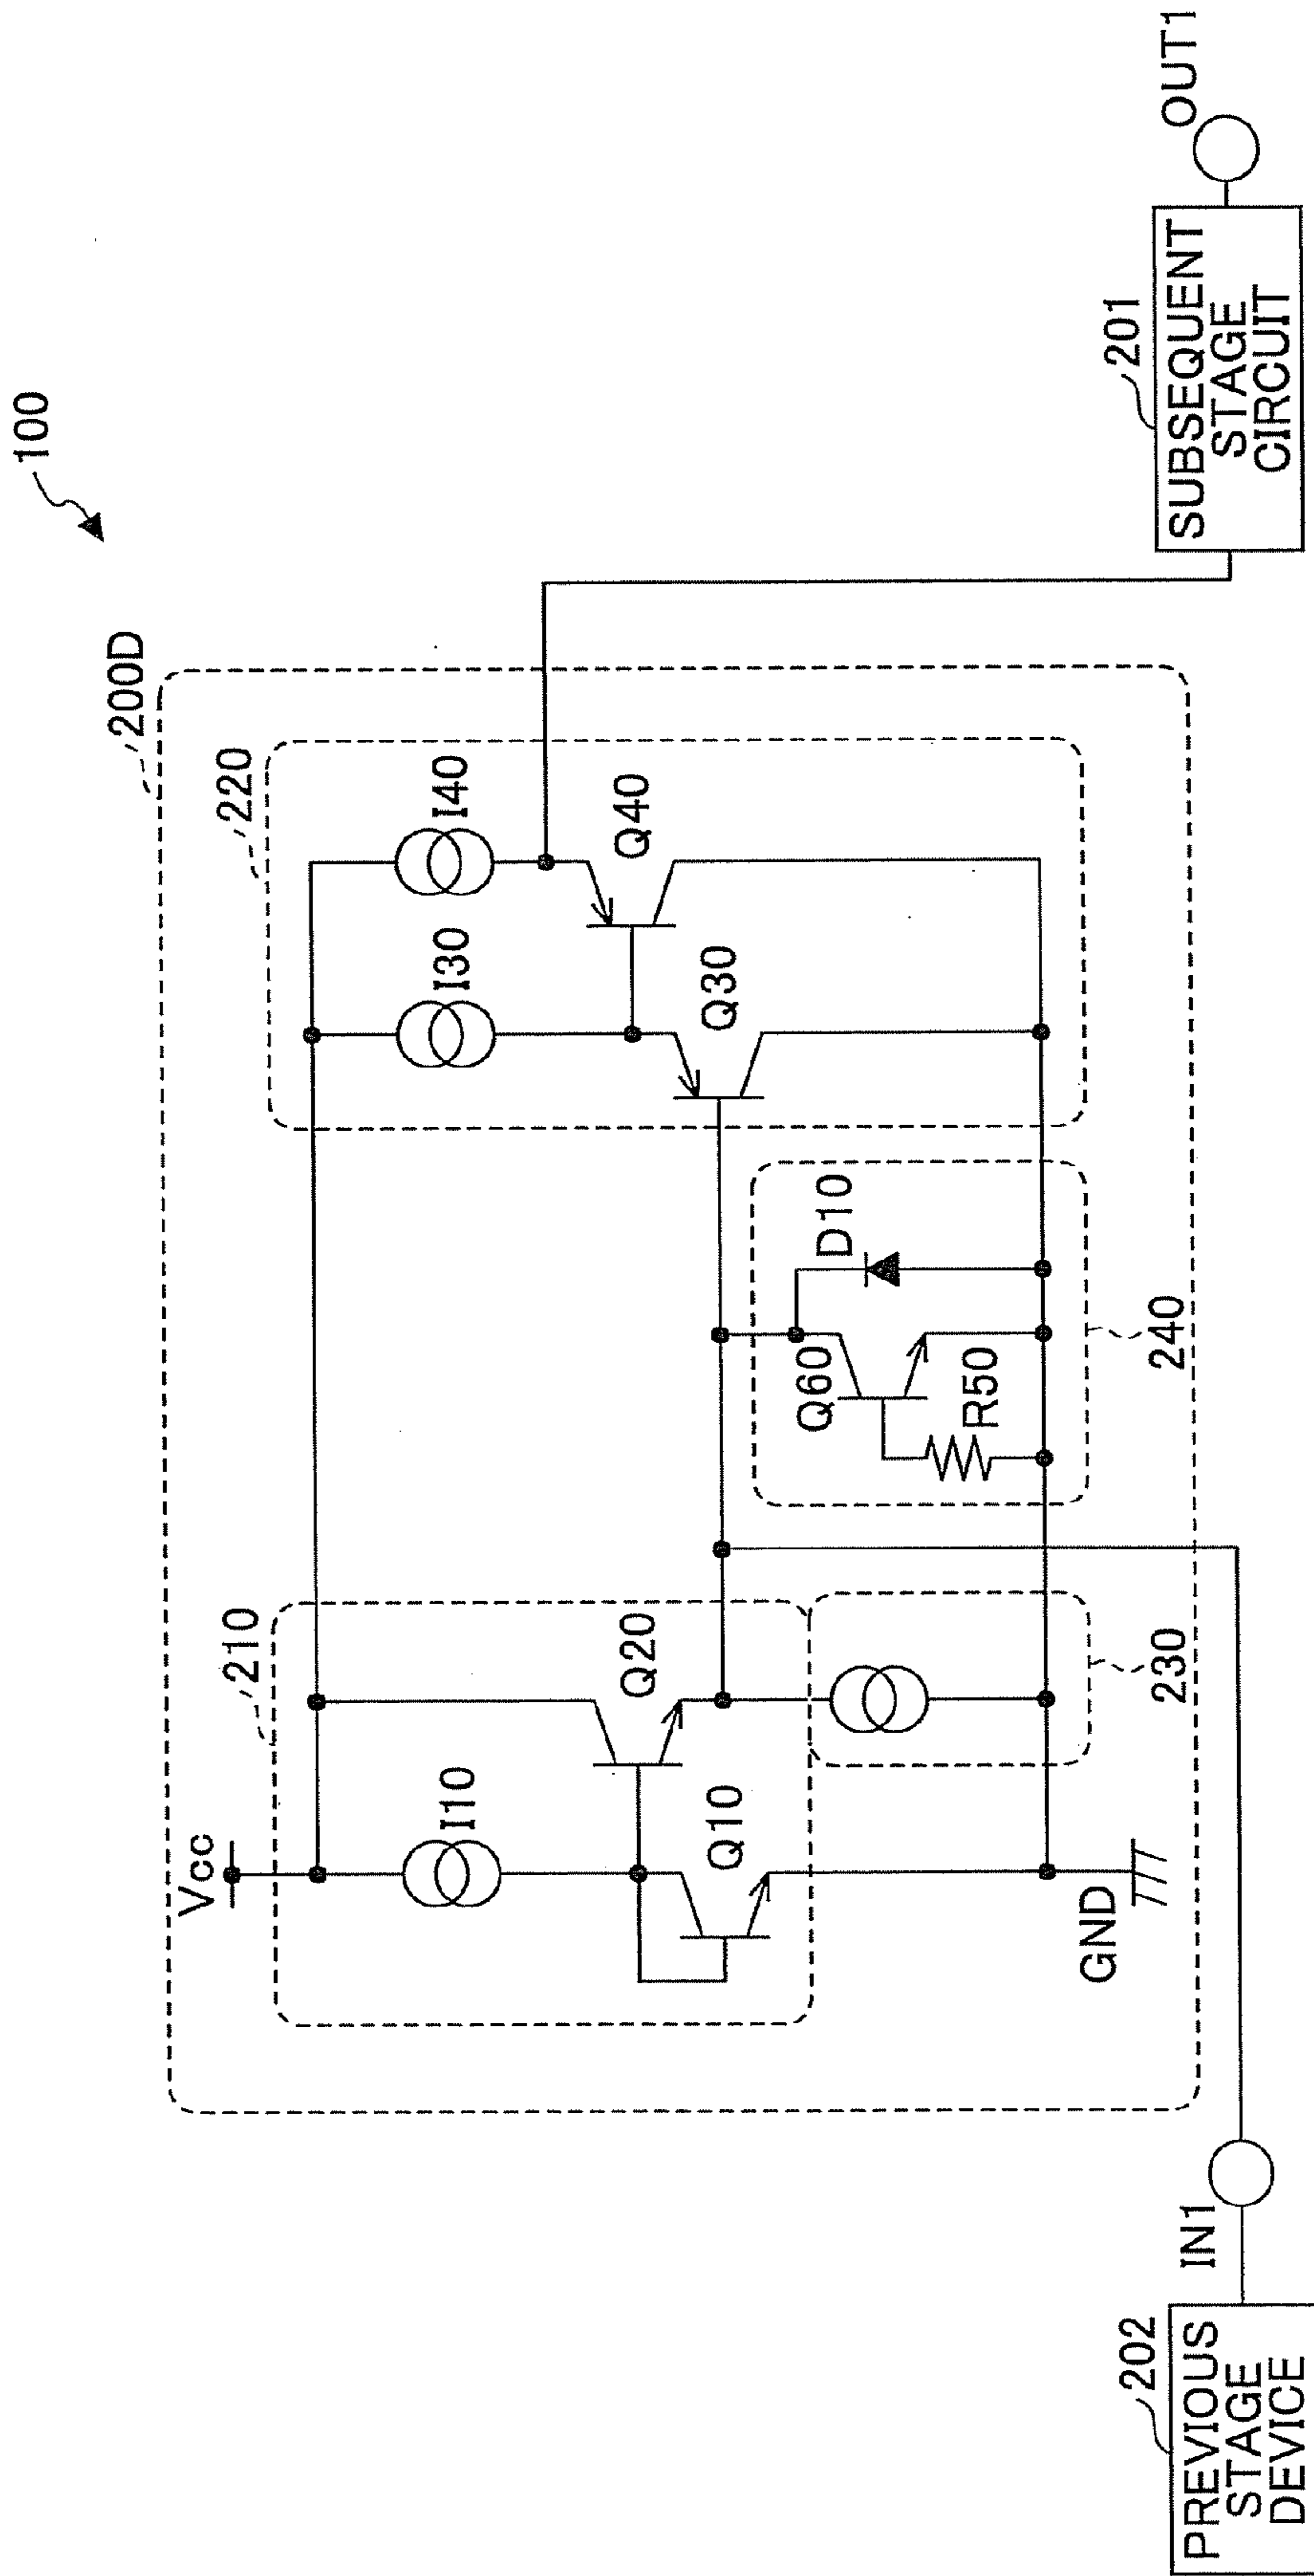 100
200D
Vcc
210
220
I10
I30
I40
Q20
Q40
Q10
Q30
Q60
D10
R50
GND
230
240
IN1
202
PREVIOUS
STAGE
DEVICE
201
SUBSEQUENT
STAGE
CIRCUIT
OUT1